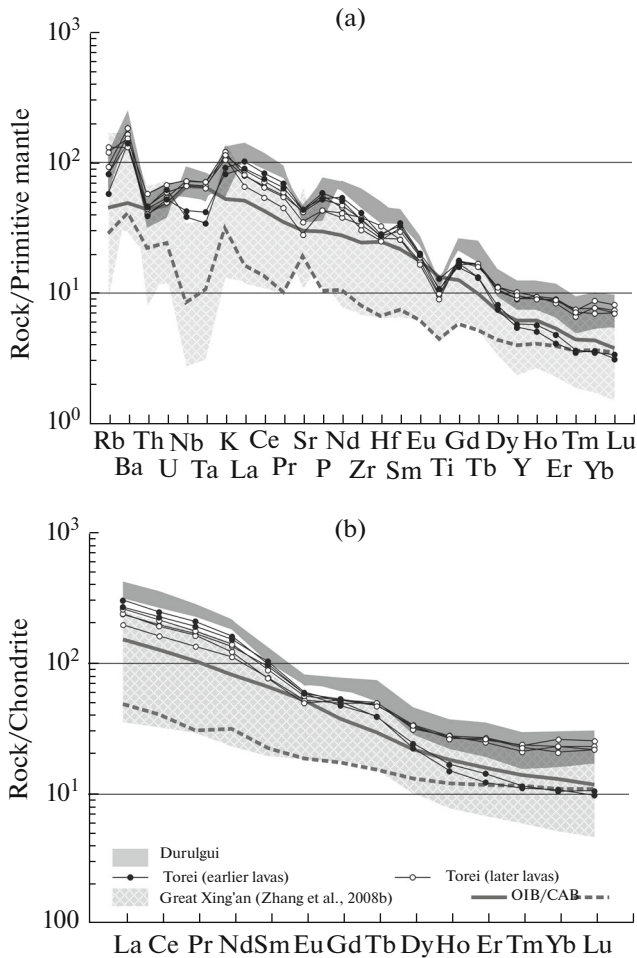 (a)
10³
10²
10¹
10⁰
Rock/Primitive mantle
Rb Th Nb K Ce Sr Nd Hf Eu Gd Dy Ho Tm Lu
Ba U Ta La Pr P Zr Sm Ti Tb Y Er Yb
(b)
10³
10²
10¹
100
Rock/Chondrite
Durulgui
Torei (earlier lavas) Torei (later lavas)
Great Xing'an (Zhang et al., 2008b) OIB/CAB
La Ce Pr Nd Sm Eu Gd Tb Dy Ho Er Tm Yb Lu